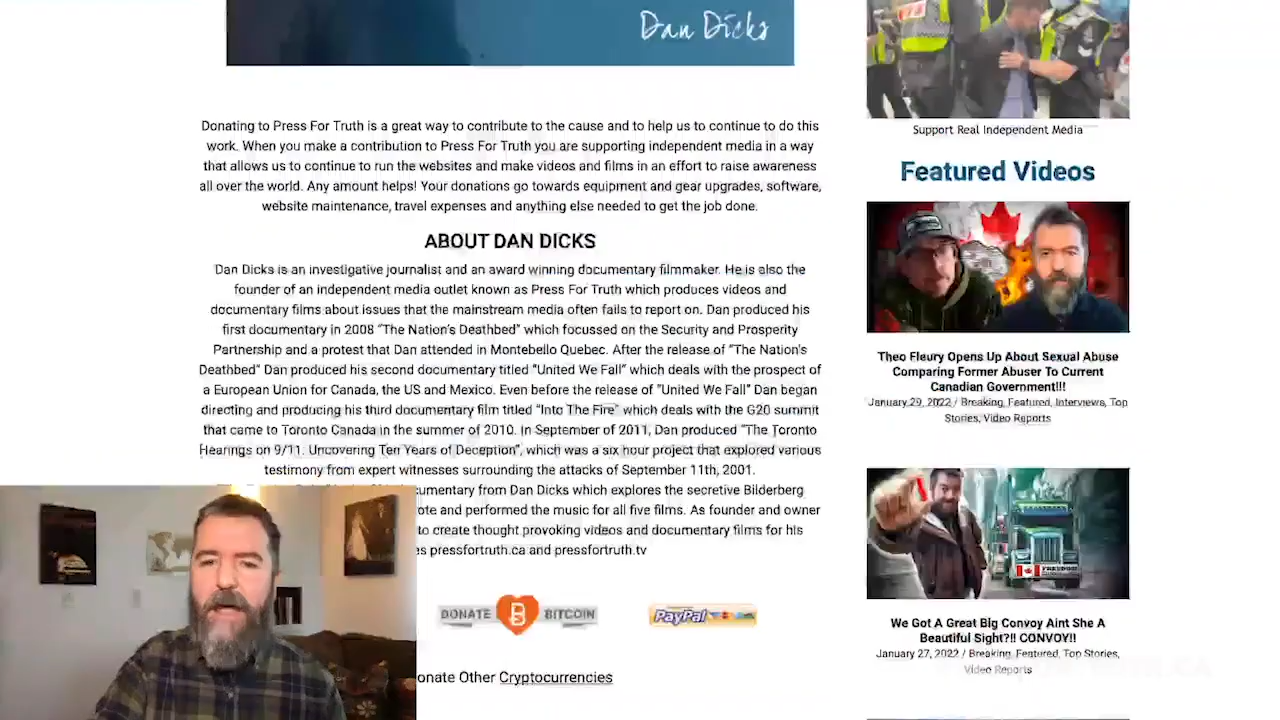 Dan Dicks
Donating to Press For Truth is a great way to contribute to the cause and to help us to continue to do this
work. When you make a contribution to Press For Truth you are supporting independent media in a way
that allows us to continue to run the websites and make videos and films in an effort to raise awareness
all over the world. Any amount helps! Your donations go towards equipment and gear upgrades, software,
website maintenance, travel expenses and anything else needed to get the job done.
ABOUT DAN DICKS
Dan Dicks is an investigative journalist and an award winning documentary filmmaker. He is also the
founder of an independent media outlet known as Press For Truth which produces videos and
documentary films about issues that the mainstream media often fails to report on. Dan produced his
first documentary in 2008 "The Nation's Deathbed" which focussed on the Security and Prosperity
Partnership and a protest that Dan attended in Montebello Quebec. After the release of "The Nation's
Deathbed" Dan produced his second documentary titled "United We Fall" which deals with the prospect of
a European Union for Canada, the US and Mexico. Even before the release of "United We Fall" Dan began
directing and producing his third documentary film titled "Into The Fire" which deals with the G20 summit
that came to Toronto Canada in the summer of 2010. In September of 2011, Dan produced "The Toronto
Hearings on 9/11. Uncovering Ten Years of Deception", which was a six hour project that explored various
testimony from expert witnesses surrounding the attacks of September 11th, 2001.
documentary from Dan Dicks which explores the secretive Bilderberg
and performed the music for all five films. As founder and owner
to create thought provoking videos and documentary films for his
pressfortruth.ca and pressfortruth.tv
DONATE BITCOIN
PayPal
Donate Other Cryptocurrencies
Support Real Independent Media
Featured Videos
Theo Fleury Opens Up About Sexual Abuse
Comparing Former Abuser To Current
Canadian Government!!!
January 29, 2022 / Breaking, Featured, Interviews, Top
Stories, Video Reports
FREEDOM
We Got A Great Big Convoy Aint She A
Beautiful Sight?!! CONVOY!!
January 27, 2022 / Breaking, Featured, Top Stories,
Video Reports